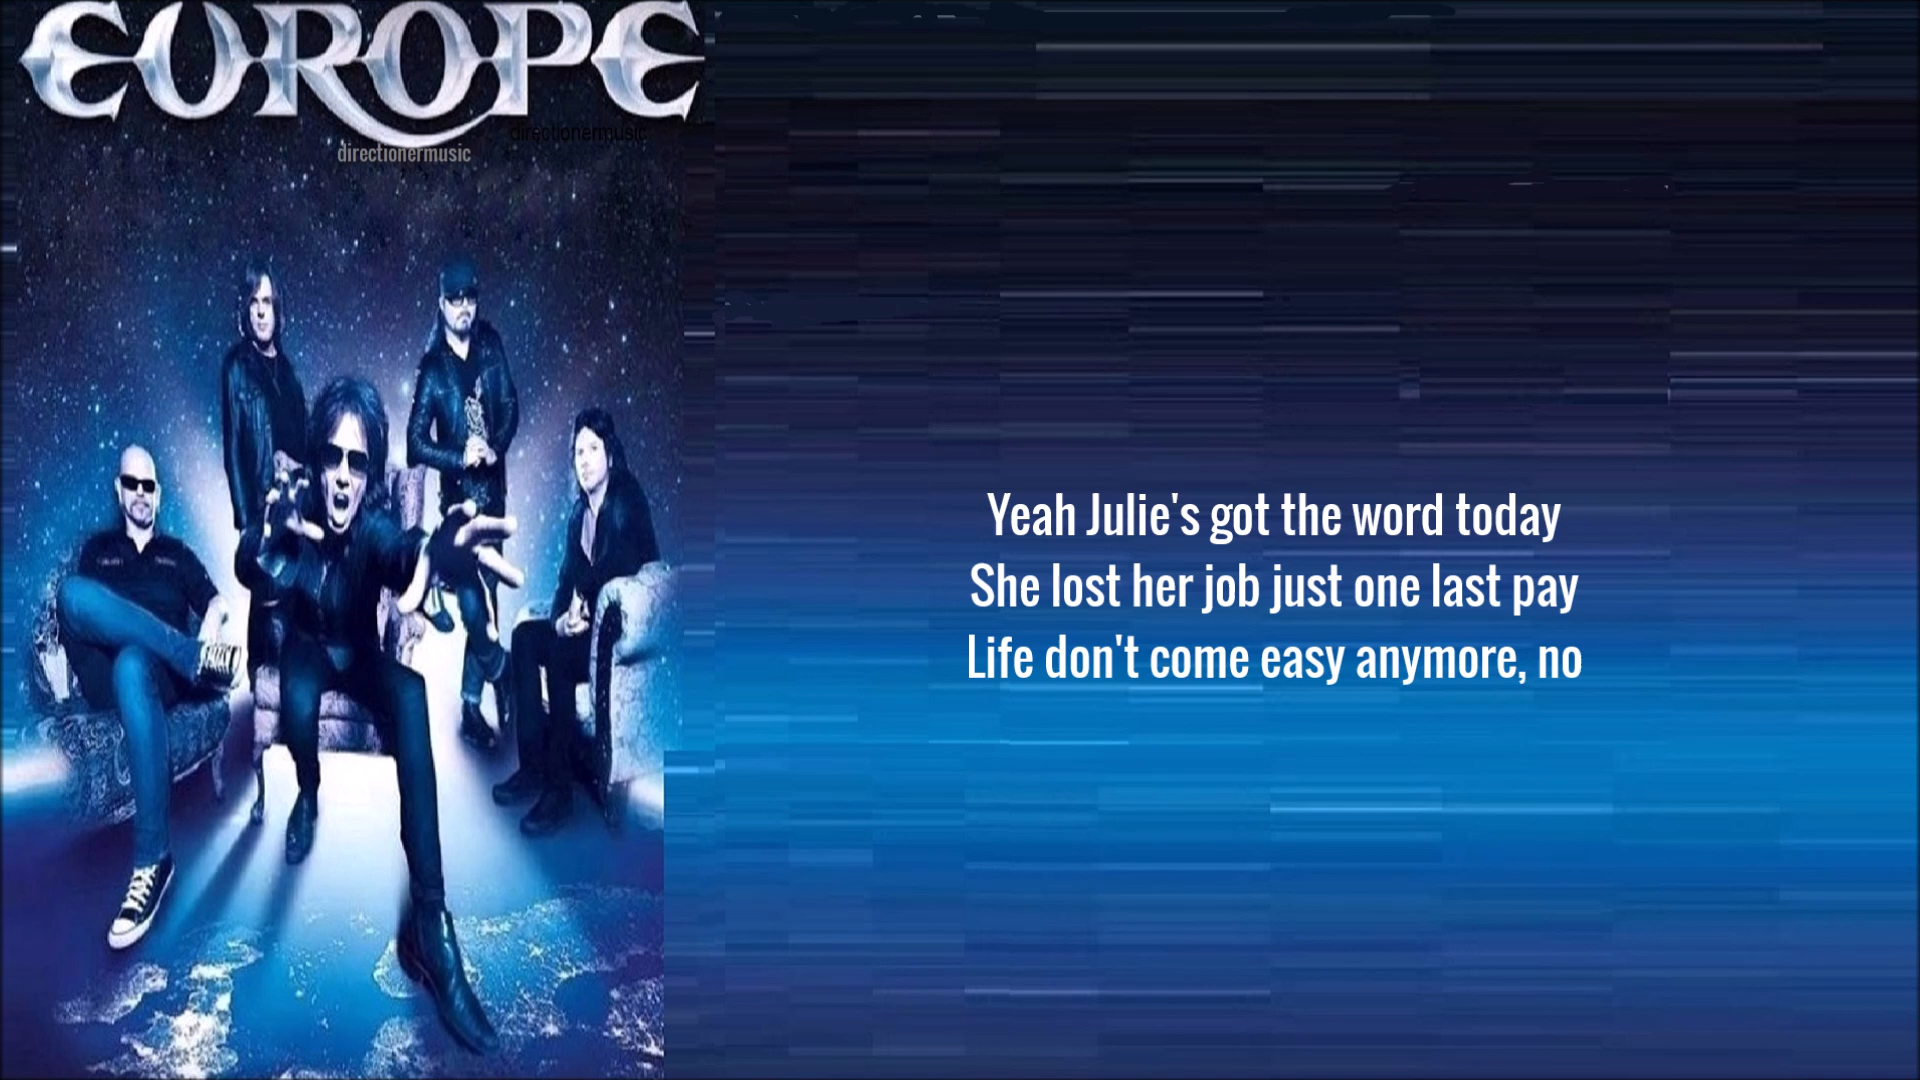 EUROPE
directionermusic
directionermusic
Yeah Julie's got the word today
She lost her job just one last pay
Life don't come easy anymore, no